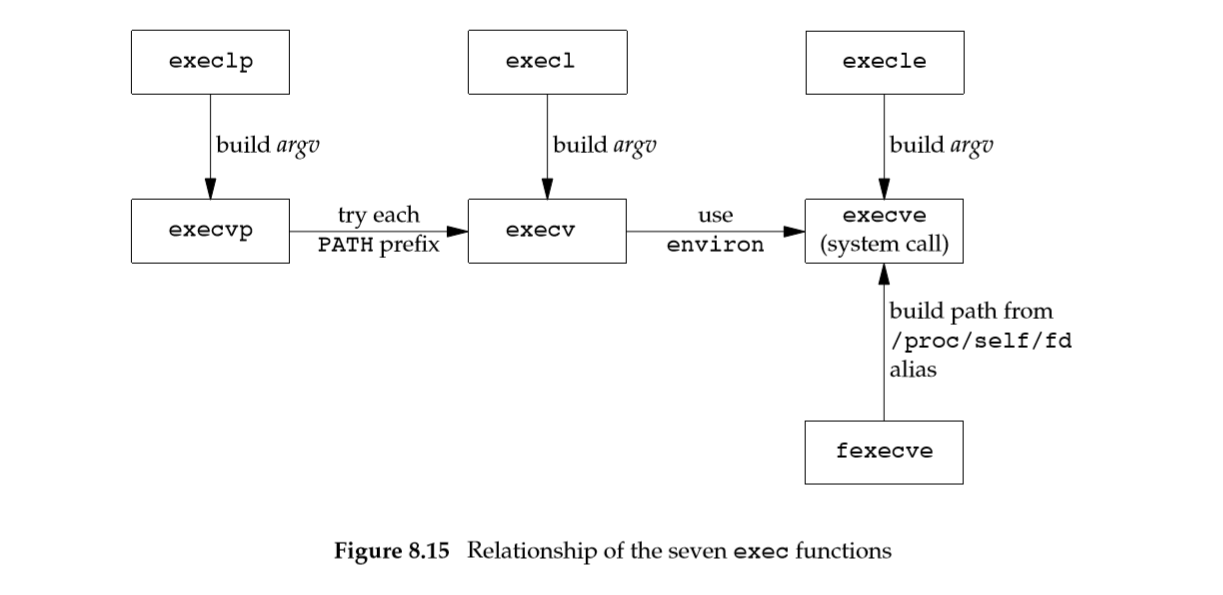 execlp
execl
execle
build argv
build argv
build argv
execvp
try each
PATH prefix
execv
use
environ
execve
(system call)
build path from
/proc/self/fd
alias
fexecve
Figure 8.15 Relationship of the seven exec functions